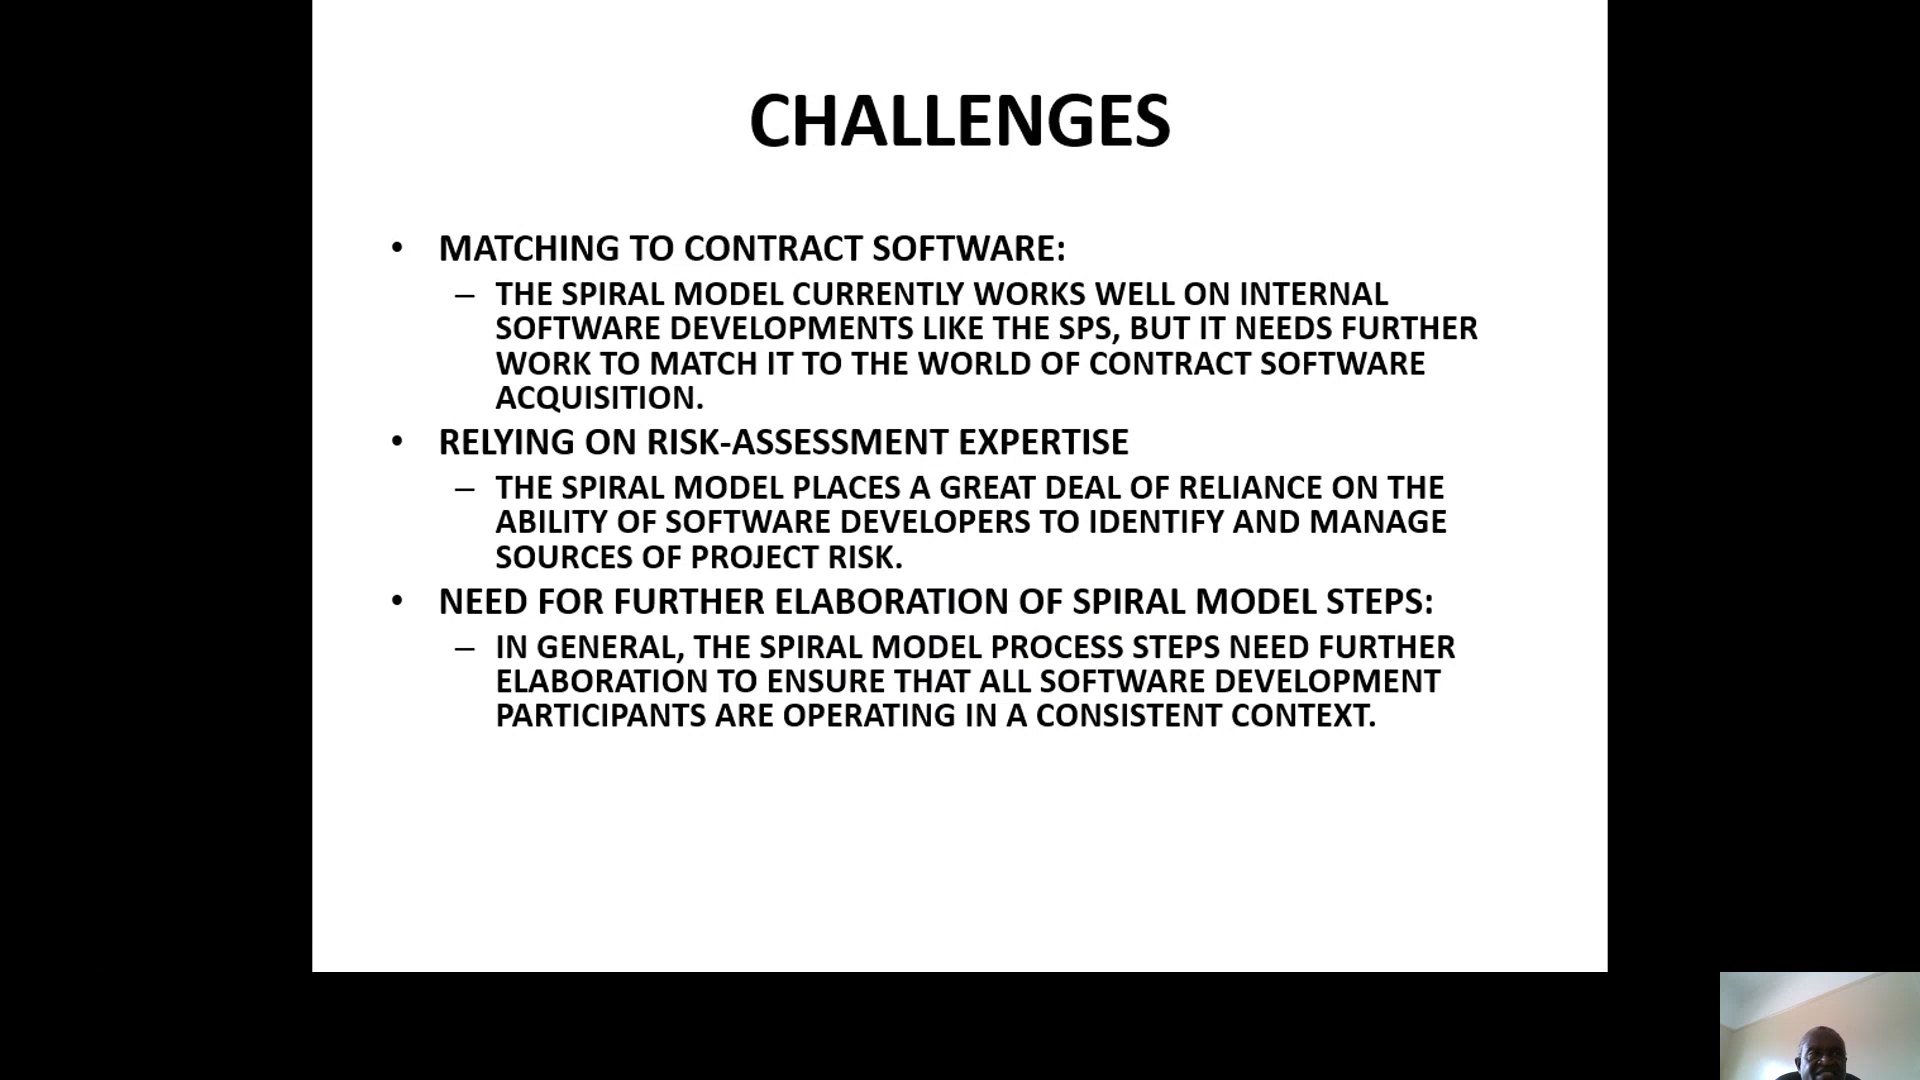 CHALLENGES
• MATCHING TO CONTRACT SOFTWARE:
– THE SPIRAL MODEL CURRENTLY WORKS WELL ON INTERNAL
SOFTWARE DEVELOPMENTS LIKE THE SPS, BUT IT NEEDS FURTHER
WORK TO MATCH IT TO THE WORLD OF CONTRACT SOFTWARE
ACQUISITION.
• RELYING ON RISK-ASSESSMENT EXPERTISE
– THE SPIRAL MODEL PLACES A GREAT DEAL OF RELIANCE ON THE
ABILITY OF SOFTWARE DEVELOPERS TO IDENTIFY AND MANAGE
SOURCES OF PROJECT RISK.
• NEED FOR FURTHER ELABORATION OF SPIRAL MODEL STEPS:
– IN GENERAL, THE SPIRAL MODEL PROCESS STEPS NEED FURTHER
ELABORATION TO ENSURE THAT ALL SOFTWARE DEVELOPMENT
PARTICIPANTS ARE OPERATING IN A CONSISTENT CONTEXT.